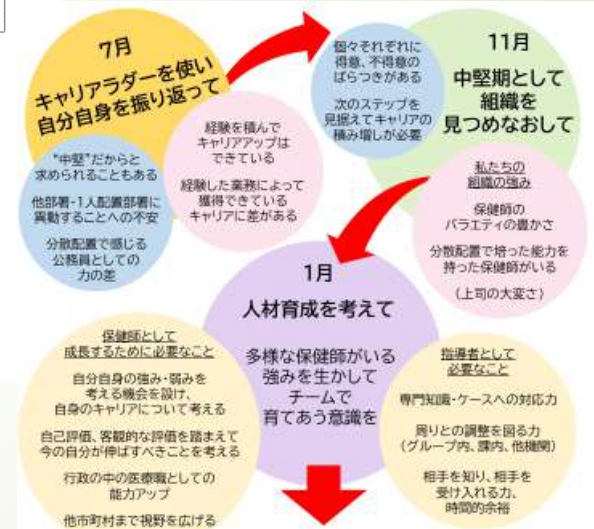 7月
キャリアラダーを使い
自分自身を振り返って
"中堅"だからと
求められることもある
他部署・1人配置部署に
異動することへの不安
分散配置で感じる
公務員としての
力の差
経験を積んで
キャリアアップは
できている
経験した業務によって
獲得できている
キャリアに差がある
個々それぞれに
得意、不得意の
ばらつきがある
次のステップを
見据えてキャリアの
積み増しが必要
11月
中堅期として
組織を
見つめなおして
私たちの
組織の強み
保健師の
バラエティの豊かさ
分散配置で培った能力を
持った保健師がいる
(上司の大変さ)
1月
人材育成を考えて
多様な保健師がいる
強みを生かして
チームで
育てあう意識を
保健師として
成長するために必要なこと
自分自身の強み・弱みを
考える機会を設け、
自身のキャリアについて考える
自己評価、客観的な評価を踏まえて
今の自分が伸ばすべきことを考える
行政の中の医療職としての
能力アップ
他市町村まで視野を広げる
指導者として
必要なこと
専門知識・ケースへの対応力
周りとの調整を図る力
(グループ内、課内、他機関)
相手を知り、相手を
受け入れる力、
時間的余裕